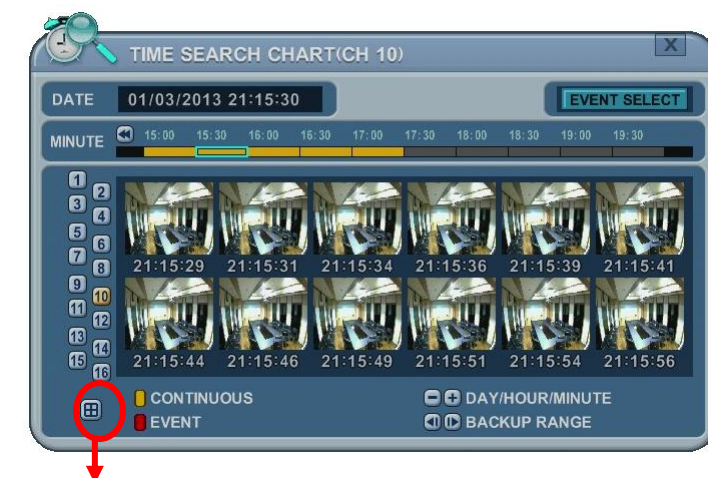 TIME SEARCH CHART(CH 10)
X
DATE 01/03/2013 21:15:30 EVENT SELECT
MINUTE 15:00 15:30 16:00 16:30 17:00 17:30 18:00 18:30 19:00 19:30
1
2
3
4
5
6
7
8
9
10
11
12
13
14
15
16
21:15:29 21:15:31 21:15:34 21:15:36 21:15:39 21:15:41
21:15:44 21:15:46 21:15:49 21:15:51 21:15:54 21:15:56
CONTINUOUS DAY/HOUR/MINUTE
EVENT BACKUP RANGE